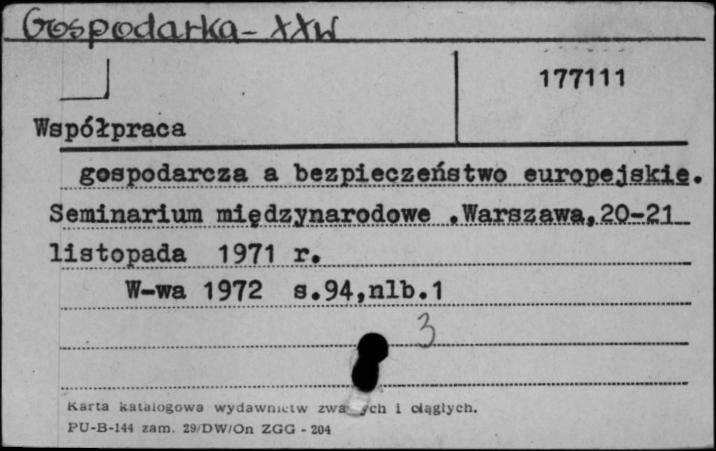 Gospodarka - XXw
177111
Współpraca
gospodarcza a bezpieczeństwo europejskie.
Seminarium międzynarodowe .Warszawa,20-21
listopada 1971 r.
W-wa 1972 s.94,nlb.1
3
Karta katalogowa wydawnictw i ciągłych.
PU-B-144 zam. 29/DW/On ZGG - 204